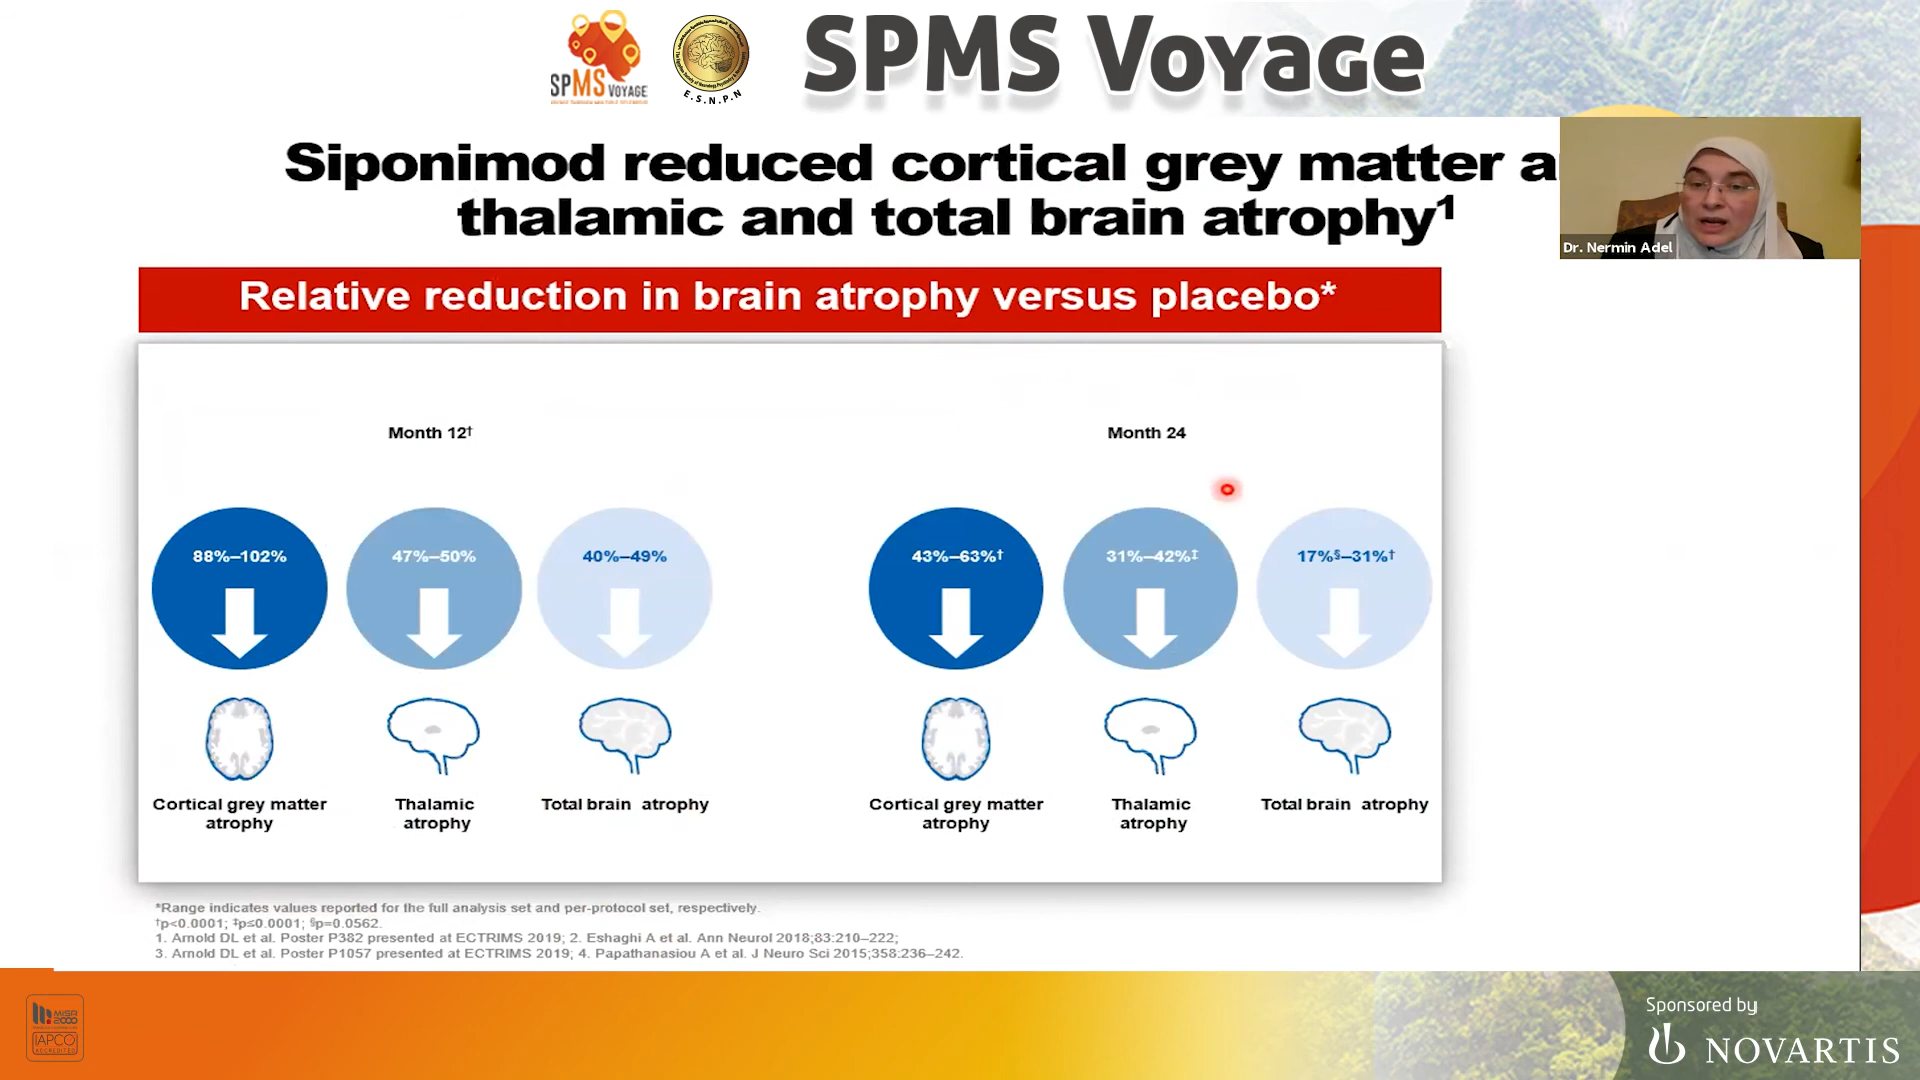 SPMS VOYAGE
E.S.N.P.N
SPMS Voyage
Siponimod reduced cortical grey matter a
thalamic and total brain atrophy¹
Dr. Nermin Adel
Relative reduction in brain atrophy versus placebo*
Month 12†
Month 24
88%–102%
47%–50%
40%–49%
43%–63%†
31%–42%‡
17%§–31%†
Cortical grey matter
atrophy
Thalamic
atrophy
Total brain atrophy
Cortical grey matter
atrophy
Thalamic
atrophy
Total brain atrophy
*Range indicates values reported for the full analysis set and per-protocol set, respectively.
†p<0.0001; ‡p≤0.0001; §p=0.0562.
1. Arnold DL et al. Poster P382 presented at ECTRIMS 2019; 2. Eshaghi A et al. Ann Neurol 2018;83:210–222;
3. Arnold DL et al. Poster P1057 presented at ECTRIMS 2019; 4. Papathanasiou A et al. J Neuro Sci 2015;358:236–242.
MISR
2000
IAPCO
ACCREDITED
Sponsored by
NOVARTIS